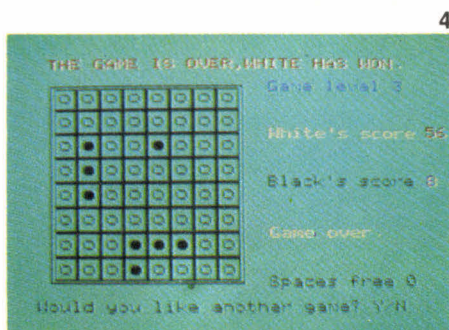 4
THE GAME IS OVER,WHITE HAS WON.
Game level 3
White's score 56
Black's score 8
Game over
Spaces free 0
Would you like another game? Y/N